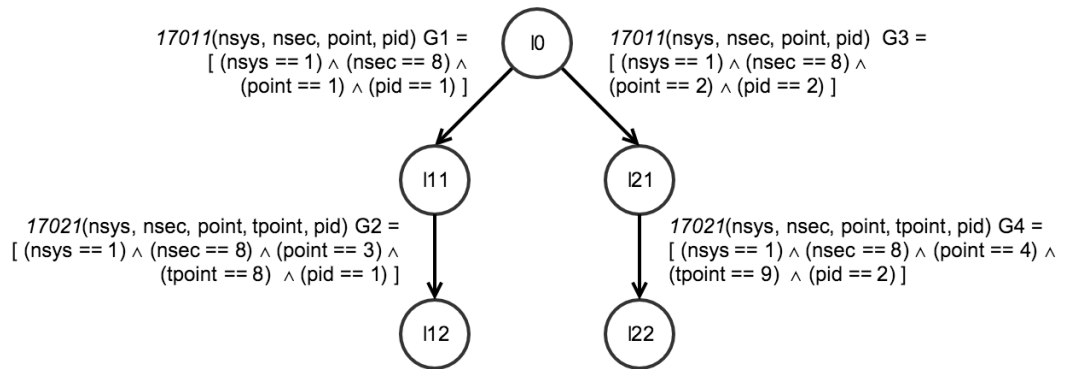 17011(nsys, nsec, point, pid) G1 =
[ (nsys == 1) ∧ (nsec == 8) ∧
(point == 1) ∧ (pid == 1) ]
l0
17011(nsys, nsec, point, pid) G3 =
[ (nsys == 1) ∧ (nsec == 8) ∧
(point == 2) ∧ (pid == 2) ]
l11
l21
17021(nsys, nsec, point, tpoint, pid) G2 =
[ (nsys == 1) ∧ (nsec == 8) ∧ (point == 3) ∧
(tpoint == 8) ∧ (pid == 1) ]
17021(nsys, nsec, point, tpoint, pid) G4 =
[ (nsys == 1) ∧ (nsec == 8) ∧ (point == 4) ∧
(tpoint == 9) ∧ (pid == 2) ]
l12
l22